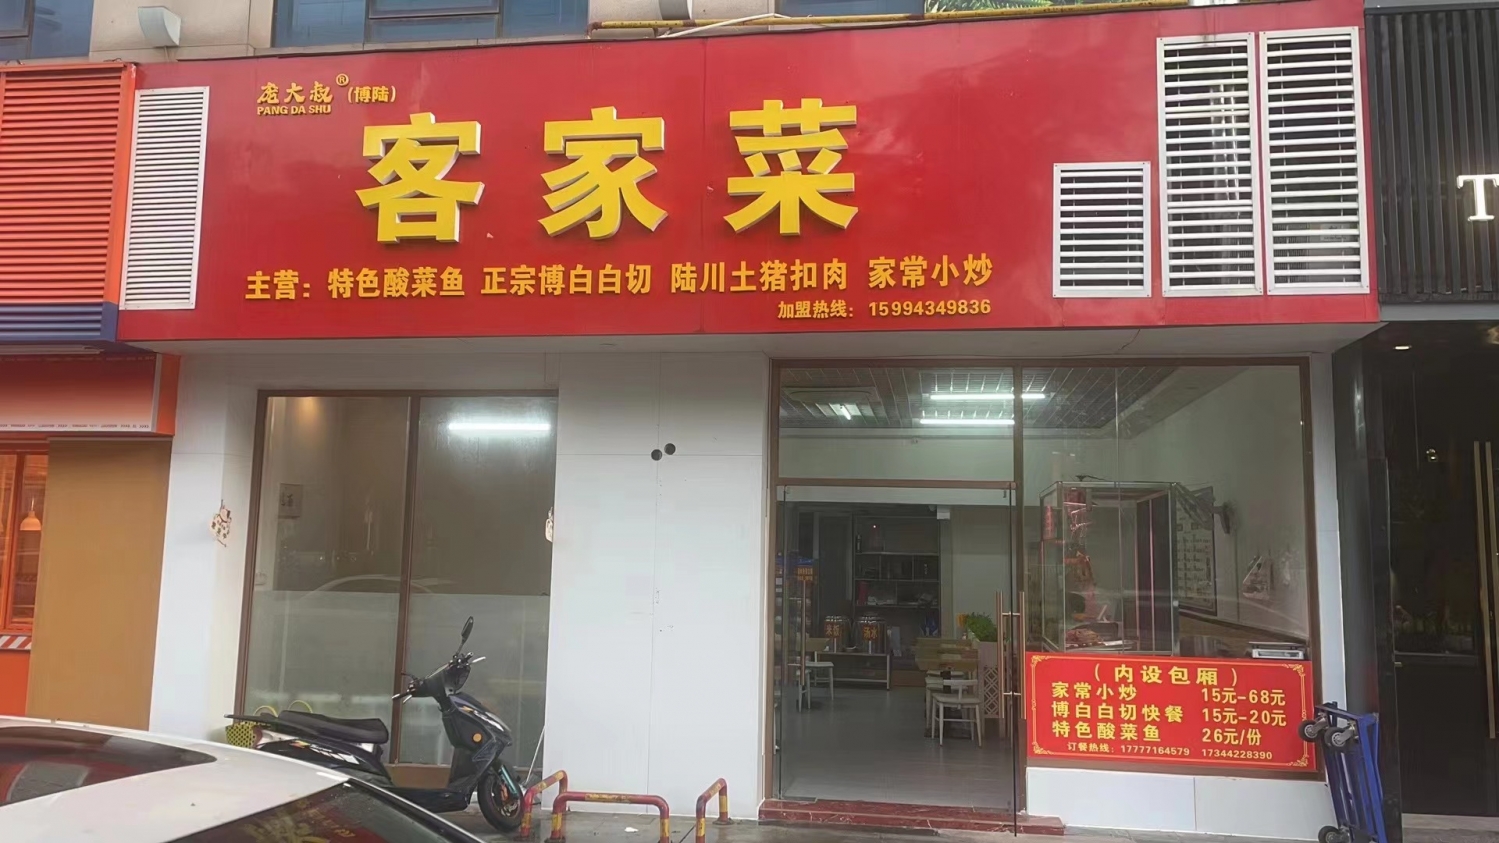 庞大叔®(博陆)
PANG DA SHU
客家菜
主营：特色酸菜鱼 正宗博白白切 陆川土猪扣肉 家常小炒
加盟热线：15994349836
T
(内设包厢)
家常小炒 15元-68元
博白白切快餐 15元-20元
特色酸菜鱼 26元/份
订餐热线：17777164579 17344228390